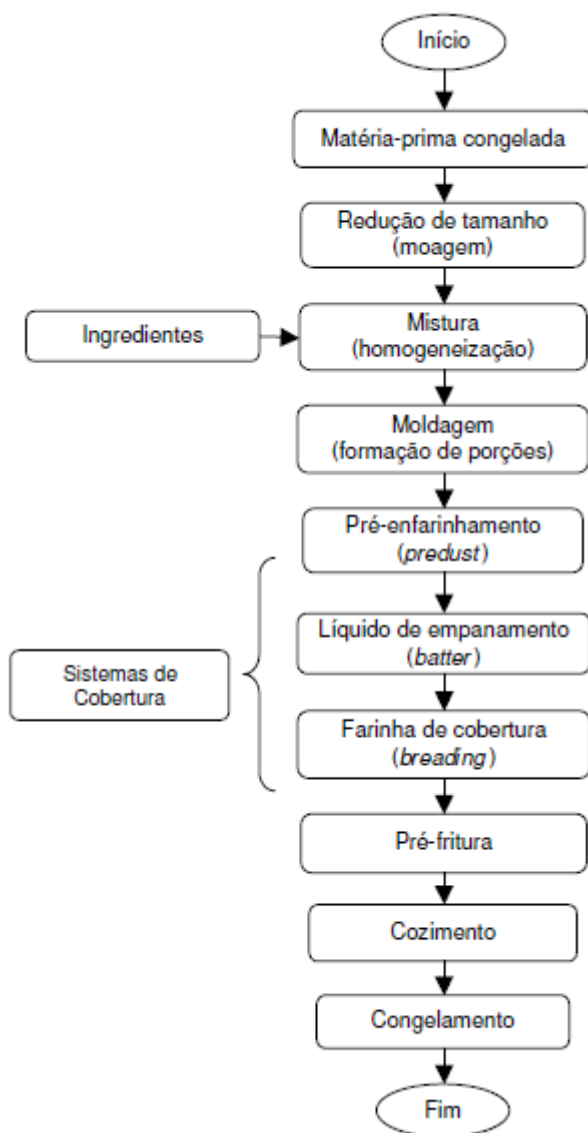 Início
Matéria-prima congelada
Redução de tamanho
(moagem)
Ingredientes
Mistura
(homogeneização)
Moldagem
(formação de porções)
Pré-enfarinhamento
(predust)
Líquido de empanamento
(batter)
Sistemas de
Cobertura
Farinha de cobertura
(breading)
Pré-fritura
Cozimento
Congelamento
Fim